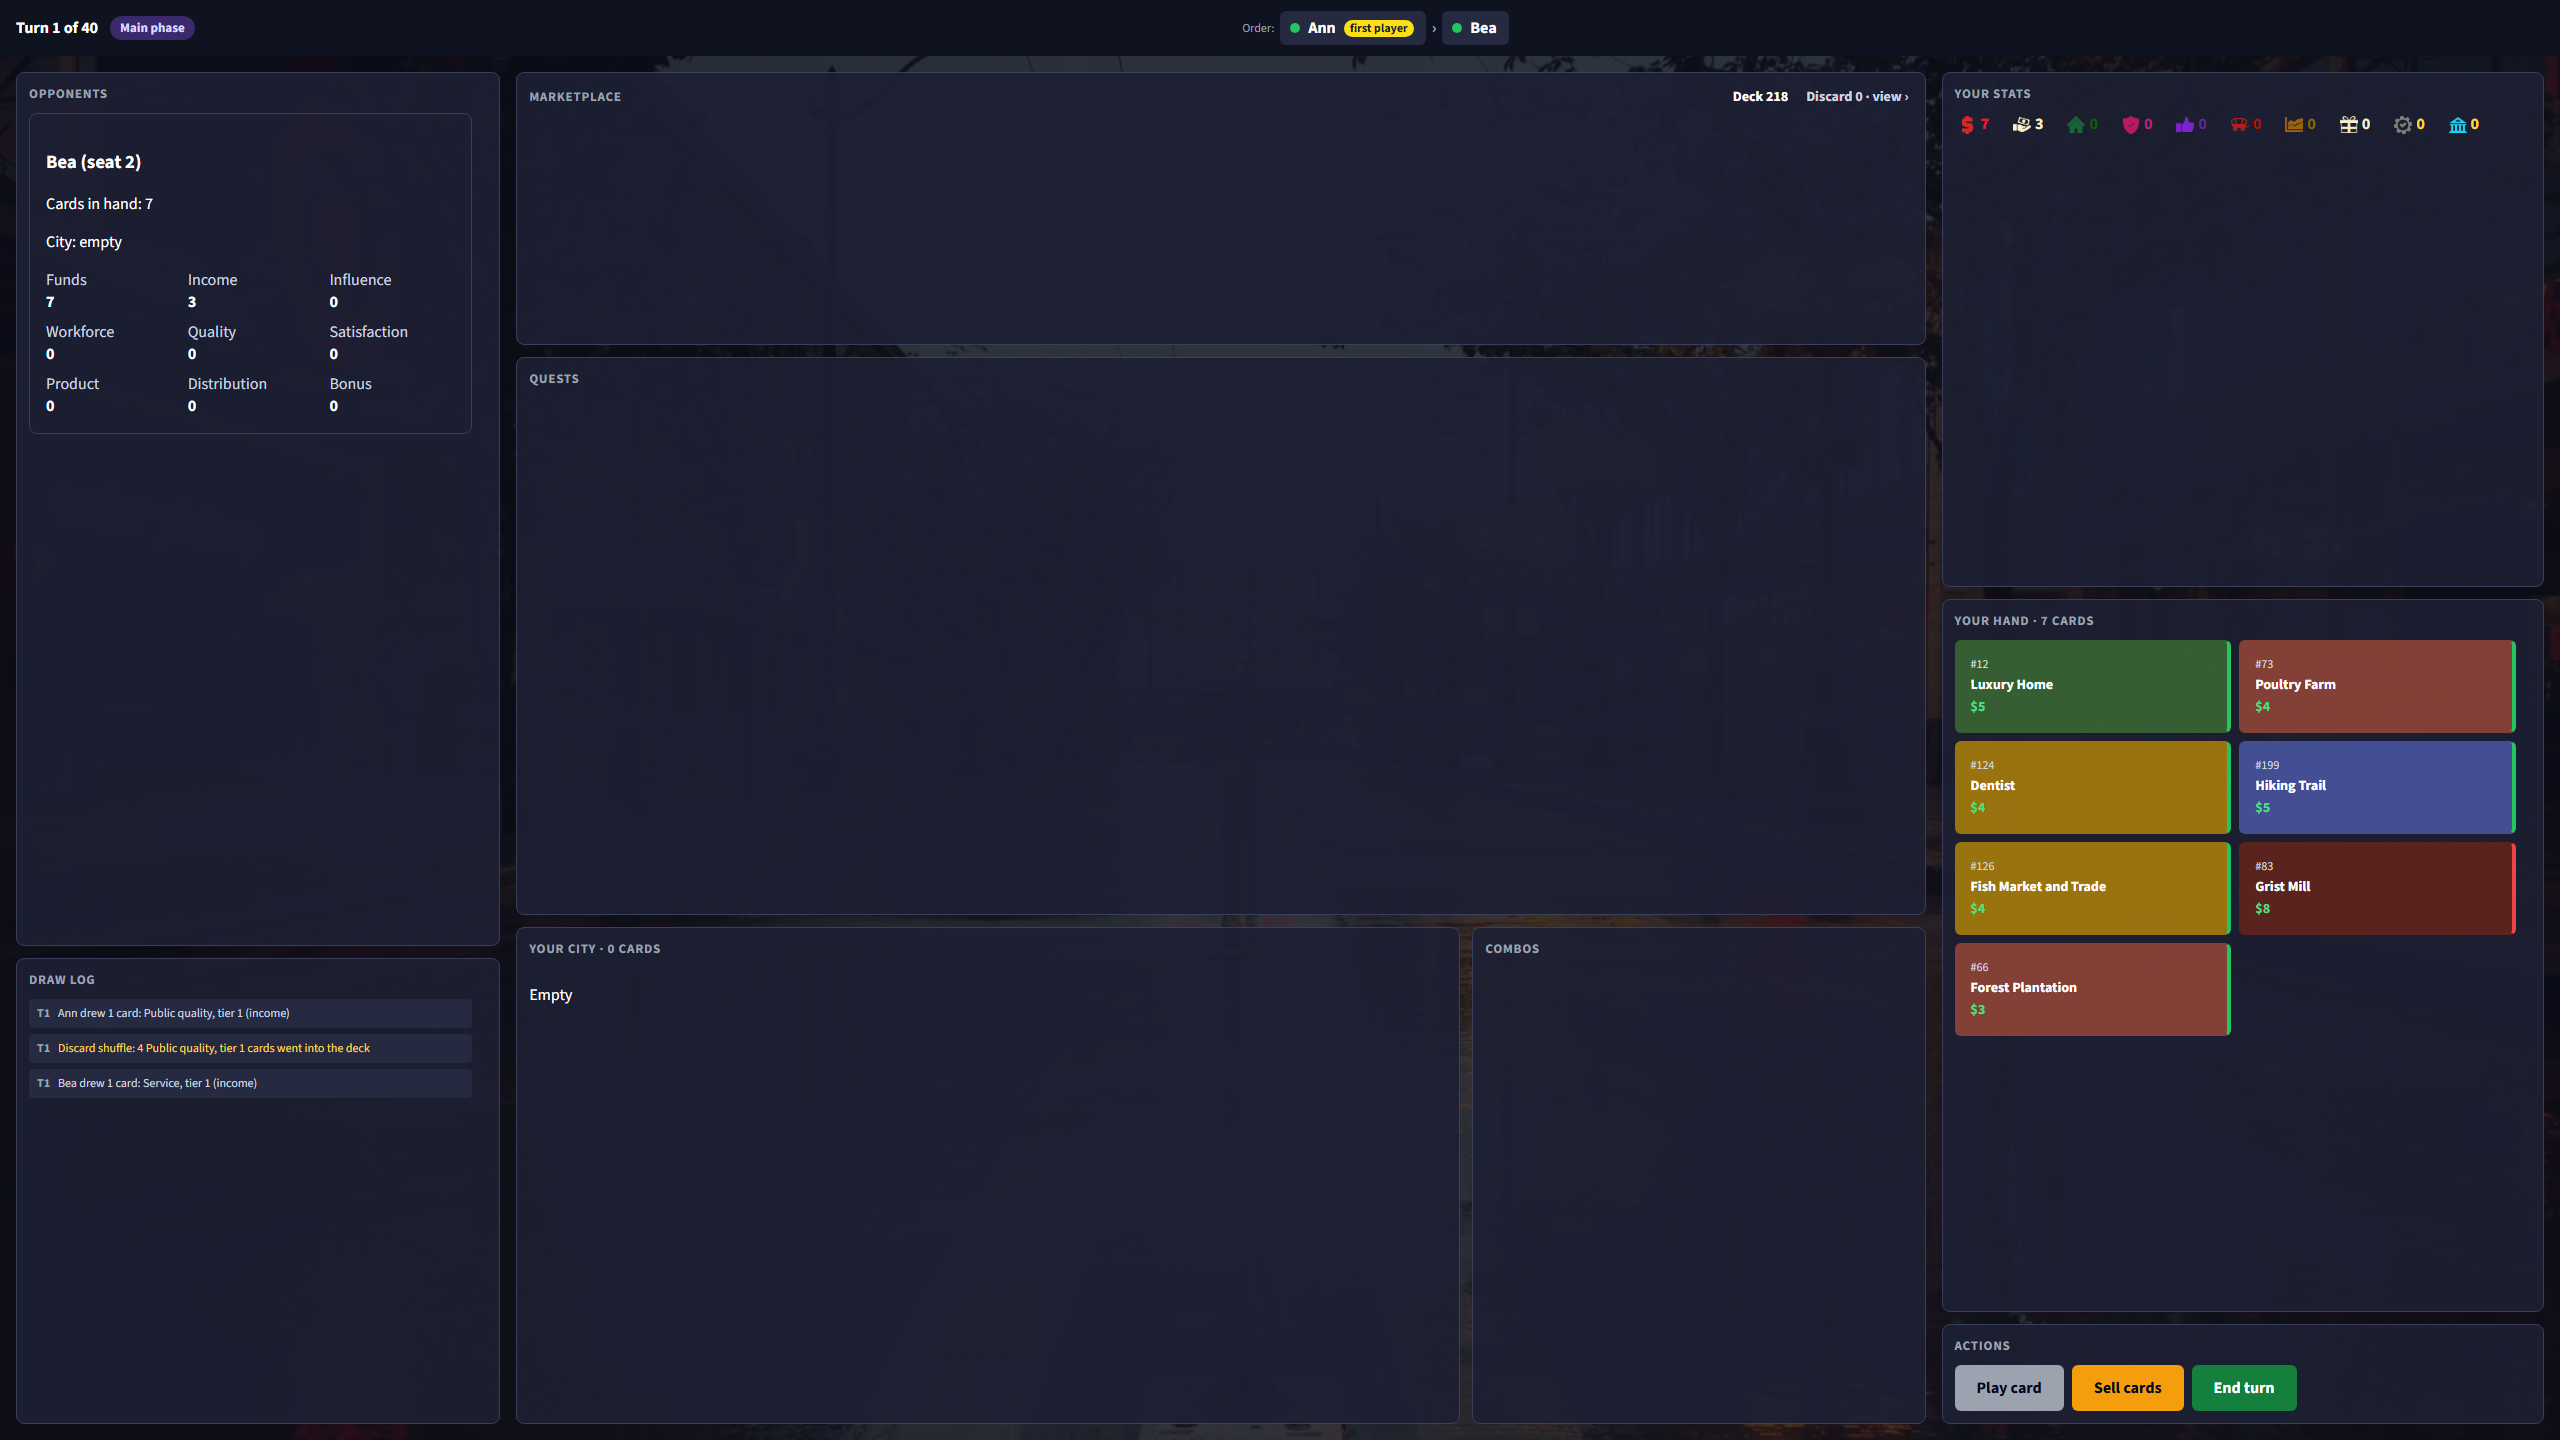 Turn 1 of 40 Main phase
Order: Ann first player › Bea
OPPONENTS
Bea (seat 2)
Cards in hand: 7
City: empty
Funds Income Influence
7 3 0
Workforce Quality Satisfaction
0 0 0
Product Distribution Bonus
0 0 0
DRAW LOG
T1 Ann drew 1 card: Public quality, tier 1 (income)
T1 Discard shuffle: 4 Public quality, tier 1 cards went into the deck
T1 Bea drew 1 card: Service, tier 1 (income)
MARKETPLACE
Deck 218 Discard 0 · view ›
QUESTS
YOUR CITY · 0 CARDS
Empty
COMBOS
YOUR STATS
$ 7 3 0 0 0 0 0 0 0 0
YOUR HAND · 7 CARDS
#12
Luxury Home
$5
#73
Poultry Farm
$4
#124
Dentist
$4
#199
Hiking Trail
$5
#126
Fish Market and Trade
$4
#83
Grist Mill
$8
#66
Forest Plantation
$3
ACTIONS
Play card Sell cards End turn